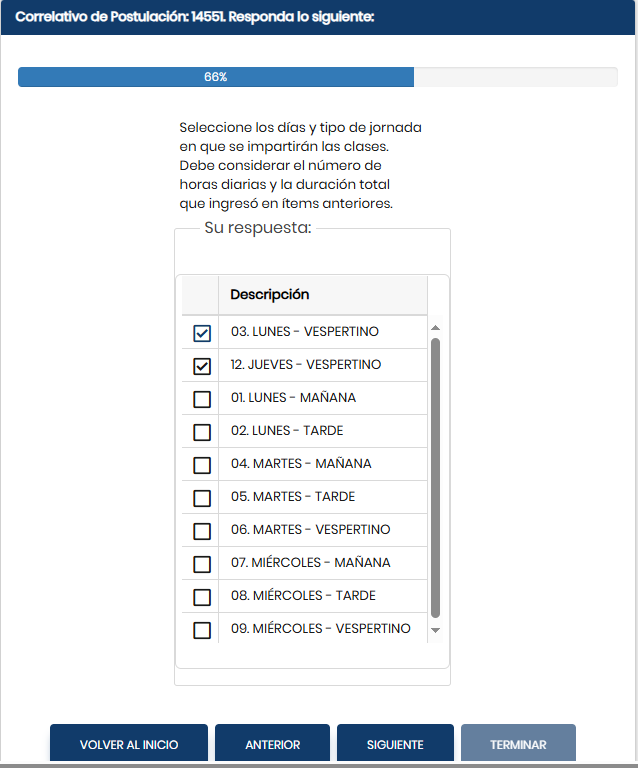 Correlativo de Postulación: 14551. Responda lo siguiente:
66%
Seleccione los días y tipo de jornada
en que se impartirán las clases.
Debe considerar el número de
horas diarias y la duración total
que ingresó en ítems anteriores.
Su respuesta:
Descripción
03. LUNES - VESPERTINO
12. JUEVES - VESPERTINO
01. LUNES - MAÑANA
02. LUNES - TARDE
04. MARTES - MAÑANA
05. MARTES - TARDE
06. MARTES - VESPERTINO
07. MIÉRCOLES - MAÑANA
08. MIÉRCOLES - TARDE
09. MIÉRCOLES - VESPERTINO
VOLVER AL INICIO ANTERIOR SIGUIENTE TERMINAR